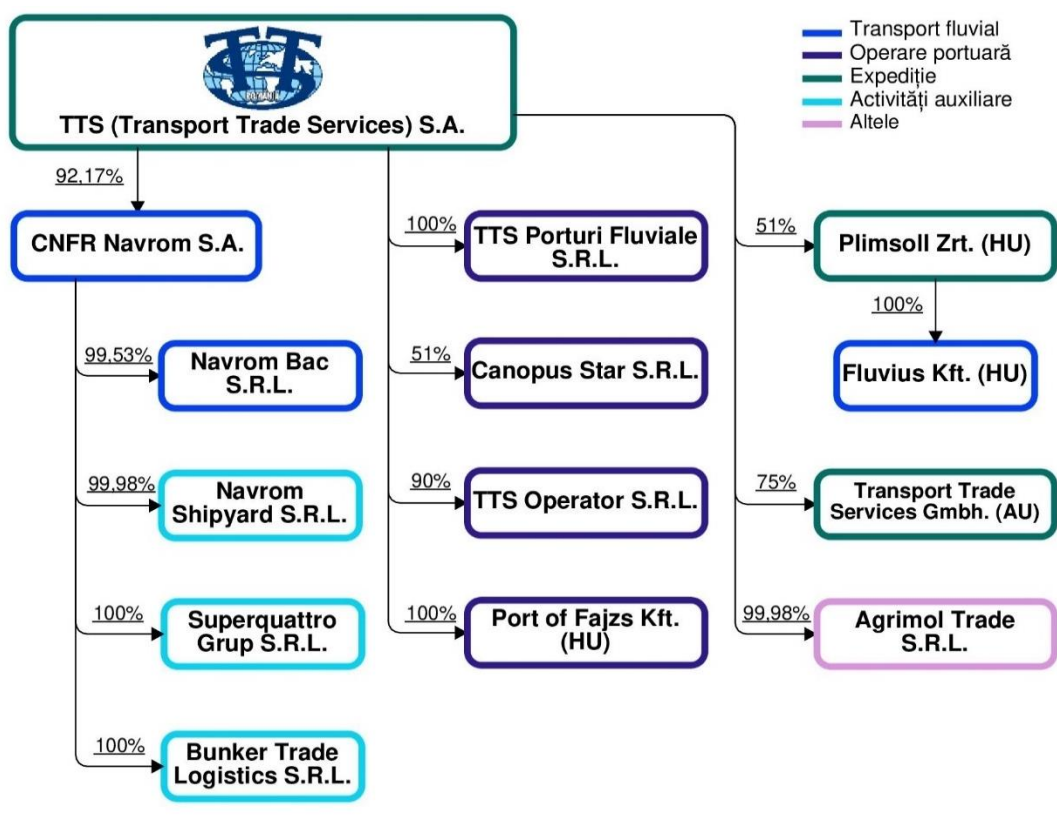 Transport fluvial
Operare portuară
Expediție
Activități auxiliare
Altele
ROMANIA
TTS (Transport Trade Services) S.A.
92,17%
CNFR Navrom S.A.
100%
TTS Porturi Fluviale
S.R.L.
51%
Plimsoll Zrt. (HU)
100%
99,53%
Navrom Bac
S.R.L.
51%
Canopus Star S.R.L.
Fluvius Kft. (HU)
99,98%
Navrom
Shipyard S.R.L.
90%
TTS Operator S.R.L.
75%
Transport Trade
Services Gmbh. (AU)
100%
Superquattro
Grup S.R.L.
100%
Port of Fajzs Kft.
(HU)
99,98%
Agrimol Trade
S.R.L.
100%
Bunker Trade
Logistics S.R.L.